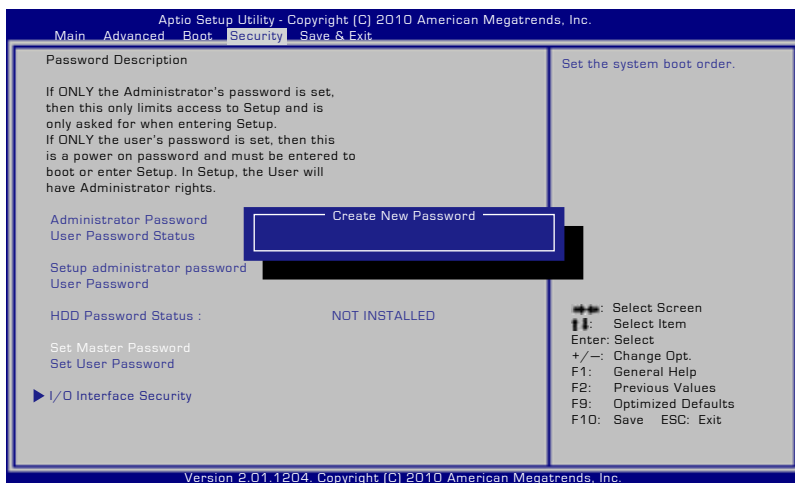 Aptio Setup Utility - Copyright (C) 2010 American Megatrends, Inc.
Main Advanced Boot Security Save & Exit
Password Description
If ONLY the Administrator's password is set,
then this only limits access to Setup and is
only asked for when entering Setup.
If ONLY the user's password is set, then this
is a power on password and must be entered to
boot or enter Setup. In Setup, the User will
have Administrator rights.
Administrator Password
User Password Status
Create New Password
Setup administrator password
User Password
HDD Password Status : NOT INSTALLED
Set Master Password
Set User Password
I/O Interface Security
Set the system boot order.
: Select Screen
: Select Item
Enter: Select
+/—: Change Opt.
F1: General Help
F2: Previous Values
F9: Optimized Defaults
F10: Save ESC: Exit
Version 2.01.1204. Copyright (C) 2010 American Megatrends, Inc.